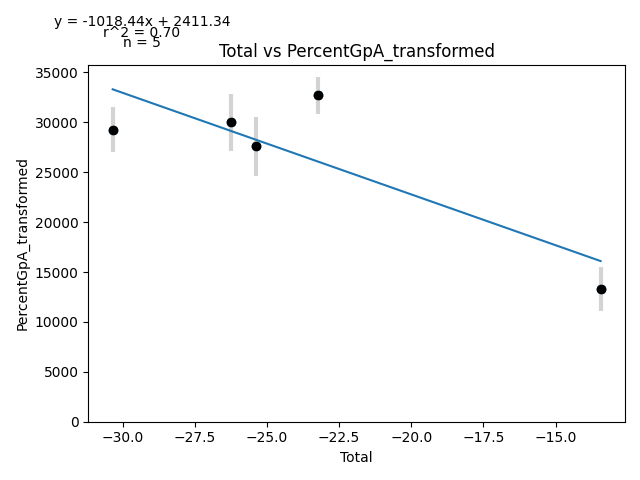 y = -1018.44x + 2411.34
r^2 = 0.70
n = 5
Total vs PercentGpA_transformed
PercentGpA_transformed
35000
30000
25000
20000
15000
10000
5000
0
−30.0 −27.5 −25.0 −22.5 −20.0 −17.5 −15.0
Total